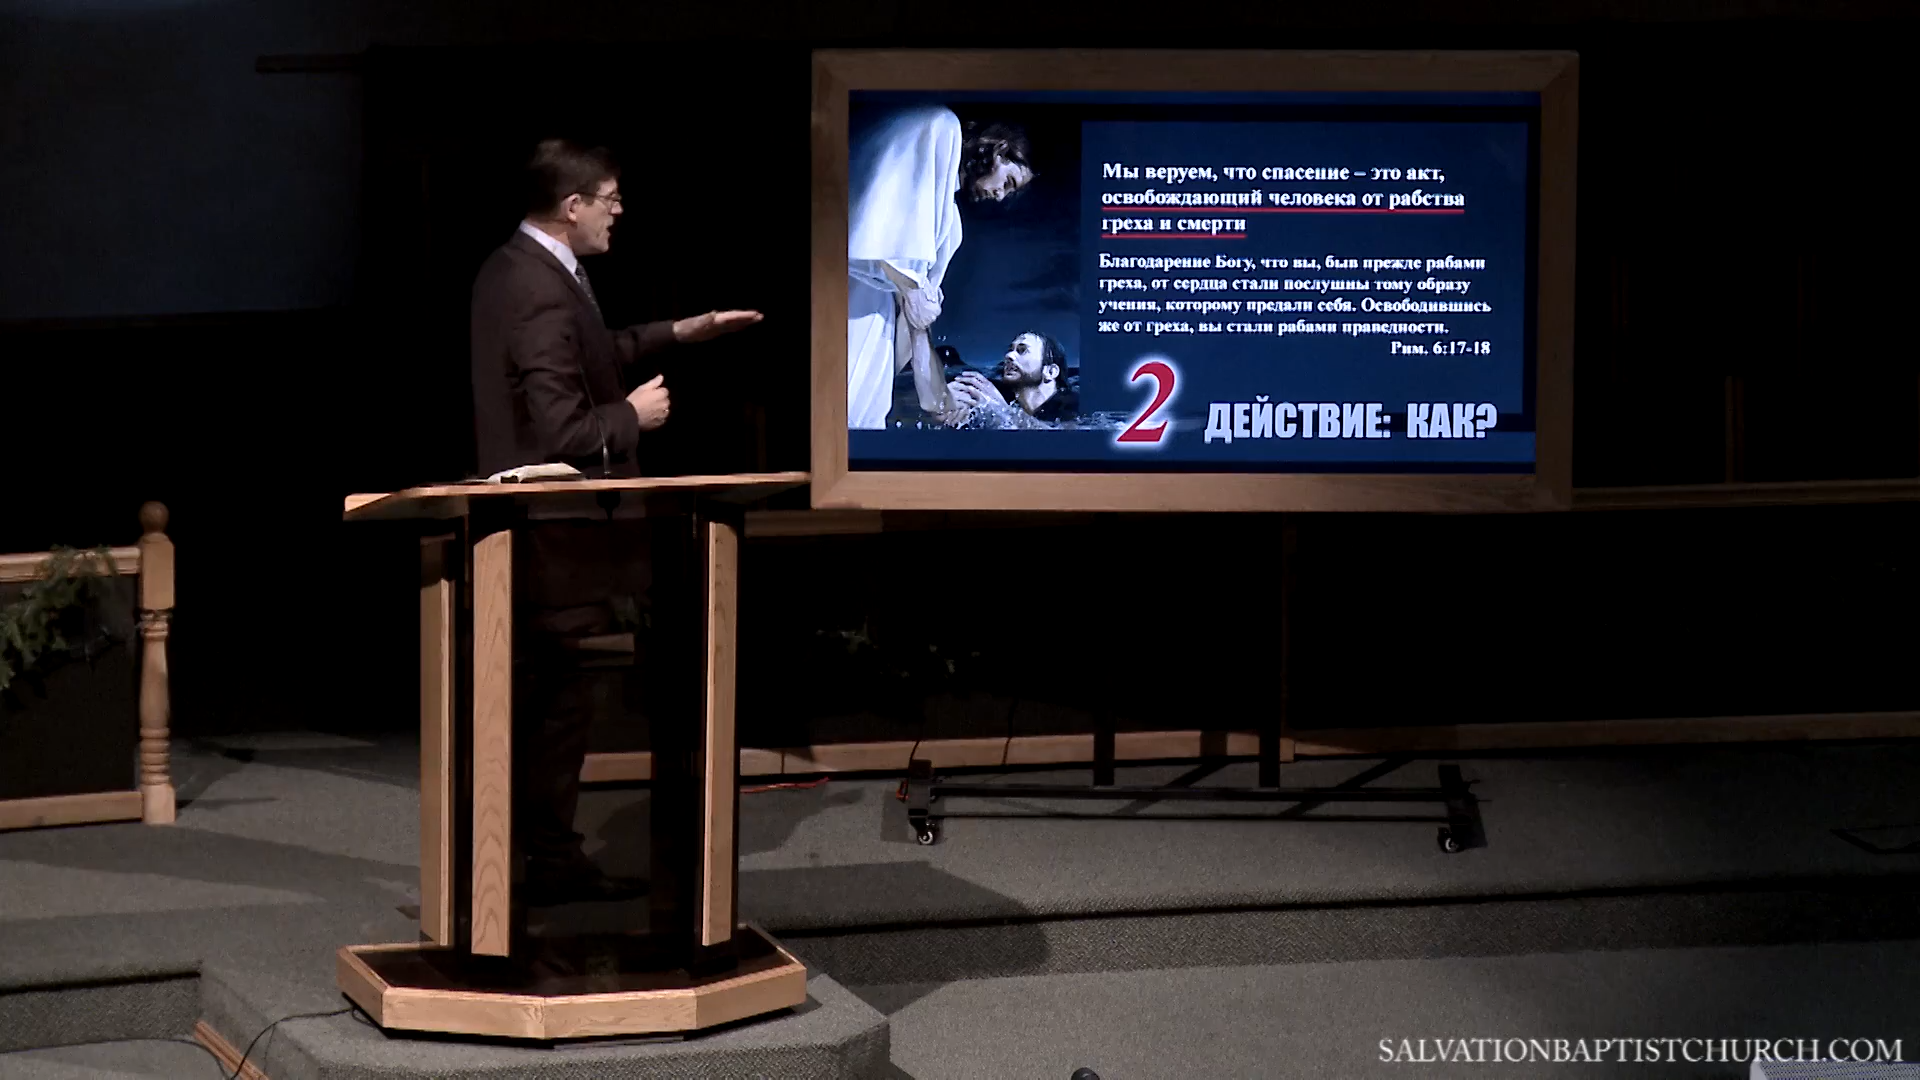 Мы веруем, что спасение – это акт,
освобождающий человека от рабства
греха и смерти
Благодарение Богу, что вы, быв прежде рабами
греха, от сердца стали послушны тому образу
учения, которому предали себя. Освободившись
же от греха, вы стали рабами праведности.
Рим. 6:17-18
2 ДЕЙСТВИЕ: КАК?
SALVATIONBAPTISTCHURCH.COM